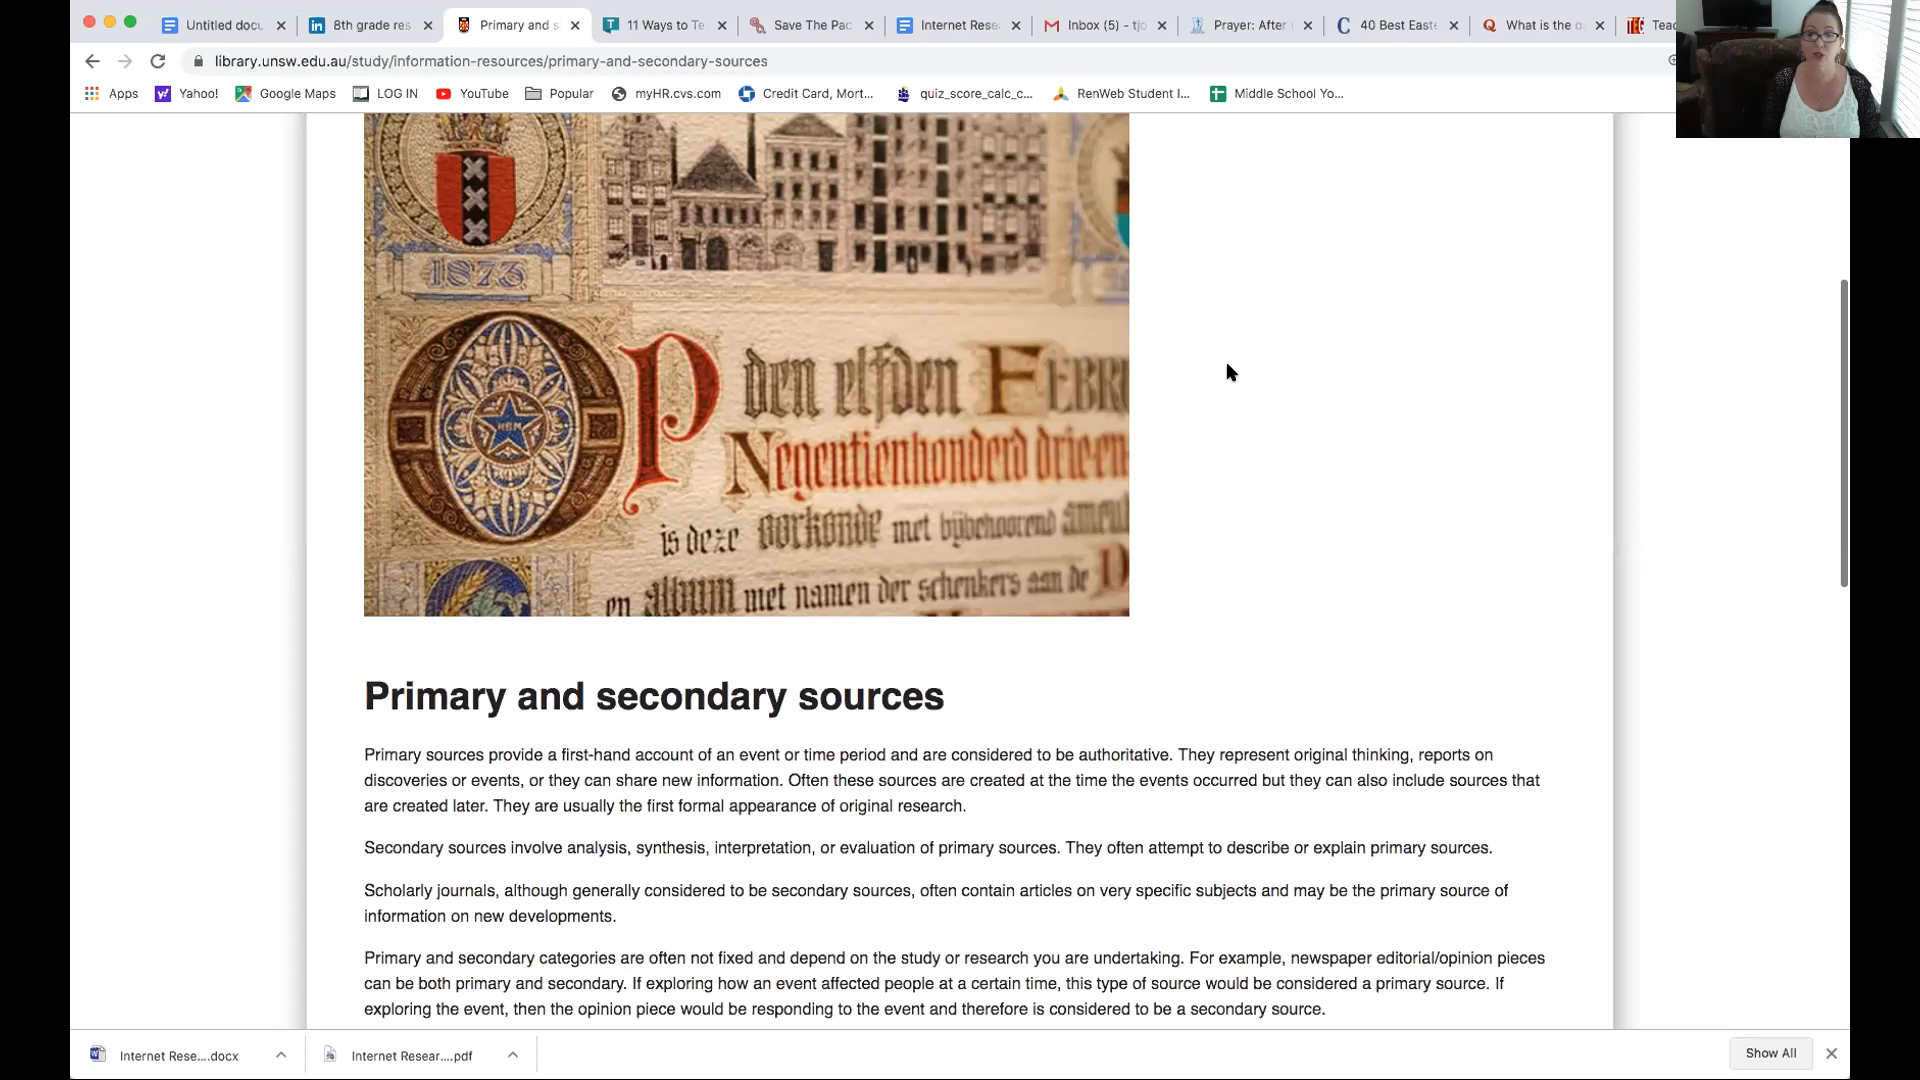 Untitled docu
8th grade res
Primary and s
11 Ways to Te
Save The Pac
Internet Rese
Inbox (5) - tjo
Prayer: After
40 Best Easte
What is the o
library.unsw.edu.au/study/information-resources/primary-and-secondary-sources
Apps
Yahoo!
Google Maps
LOG IN
YouTube
Popular
myHR.cvs.com
Credit Card, Mort...
quiz_score_calc_c...
RenWeb Student I...
Middle School Yo...
1873
OP den elfden FEBR
Negentienhonderd drie-en
is deze oorkonde met bijbehoorend
en album met namen der schenkers aan de
Primary and secondary sources
Primary sources provide a first-hand account of an event or time period and are considered to be authoritative. They represent original thinking, reports on
discoveries or events, or they can share new information. Often these sources are created at the time the events occurred but they can also include sources that
are created later. They are usually the first formal appearance of original research.
Secondary sources involve analysis, synthesis, interpretation, or evaluation of primary sources. They often attempt to describe or explain primary sources.
Scholarly journals, although generally considered to be secondary sources, often contain articles on very specific subjects and may be the primary source of
information on new developments.
Primary and secondary categories are often not fixed and depend on the study or research you are undertaking. For example, newspaper editorial/opinion pieces
can be both primary and secondary. If exploring how an event affected people at a certain time, this type of source would be considered a primary source. If
exploring the event, then the opinion piece would be responding to the event and therefore is considered to be a secondary source.
Internet Rese....docx
Internet Resear....pdf
Show All